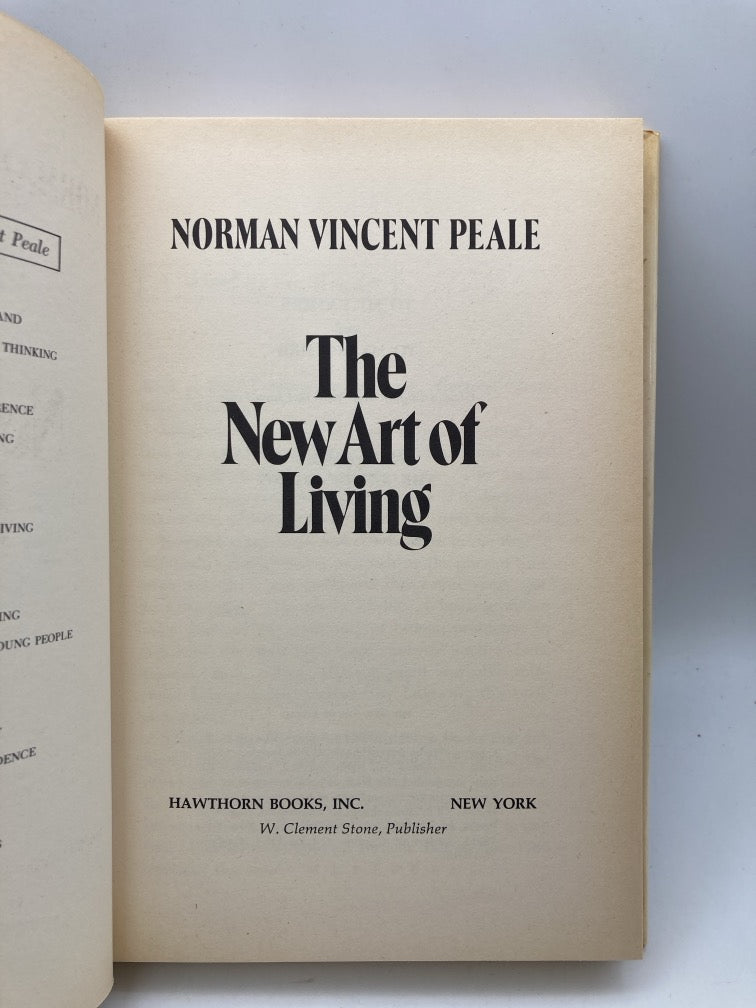 t Peale
AND
THINKING
ENCE
NG
IVING
ING
OUNG PEOPLE
DENCE
NORMAN VINCENT PEALE
The
New Art of
Living
HAWTHORN BOOKS, INC. NEW YORK
W. Clement Stone, Publisher